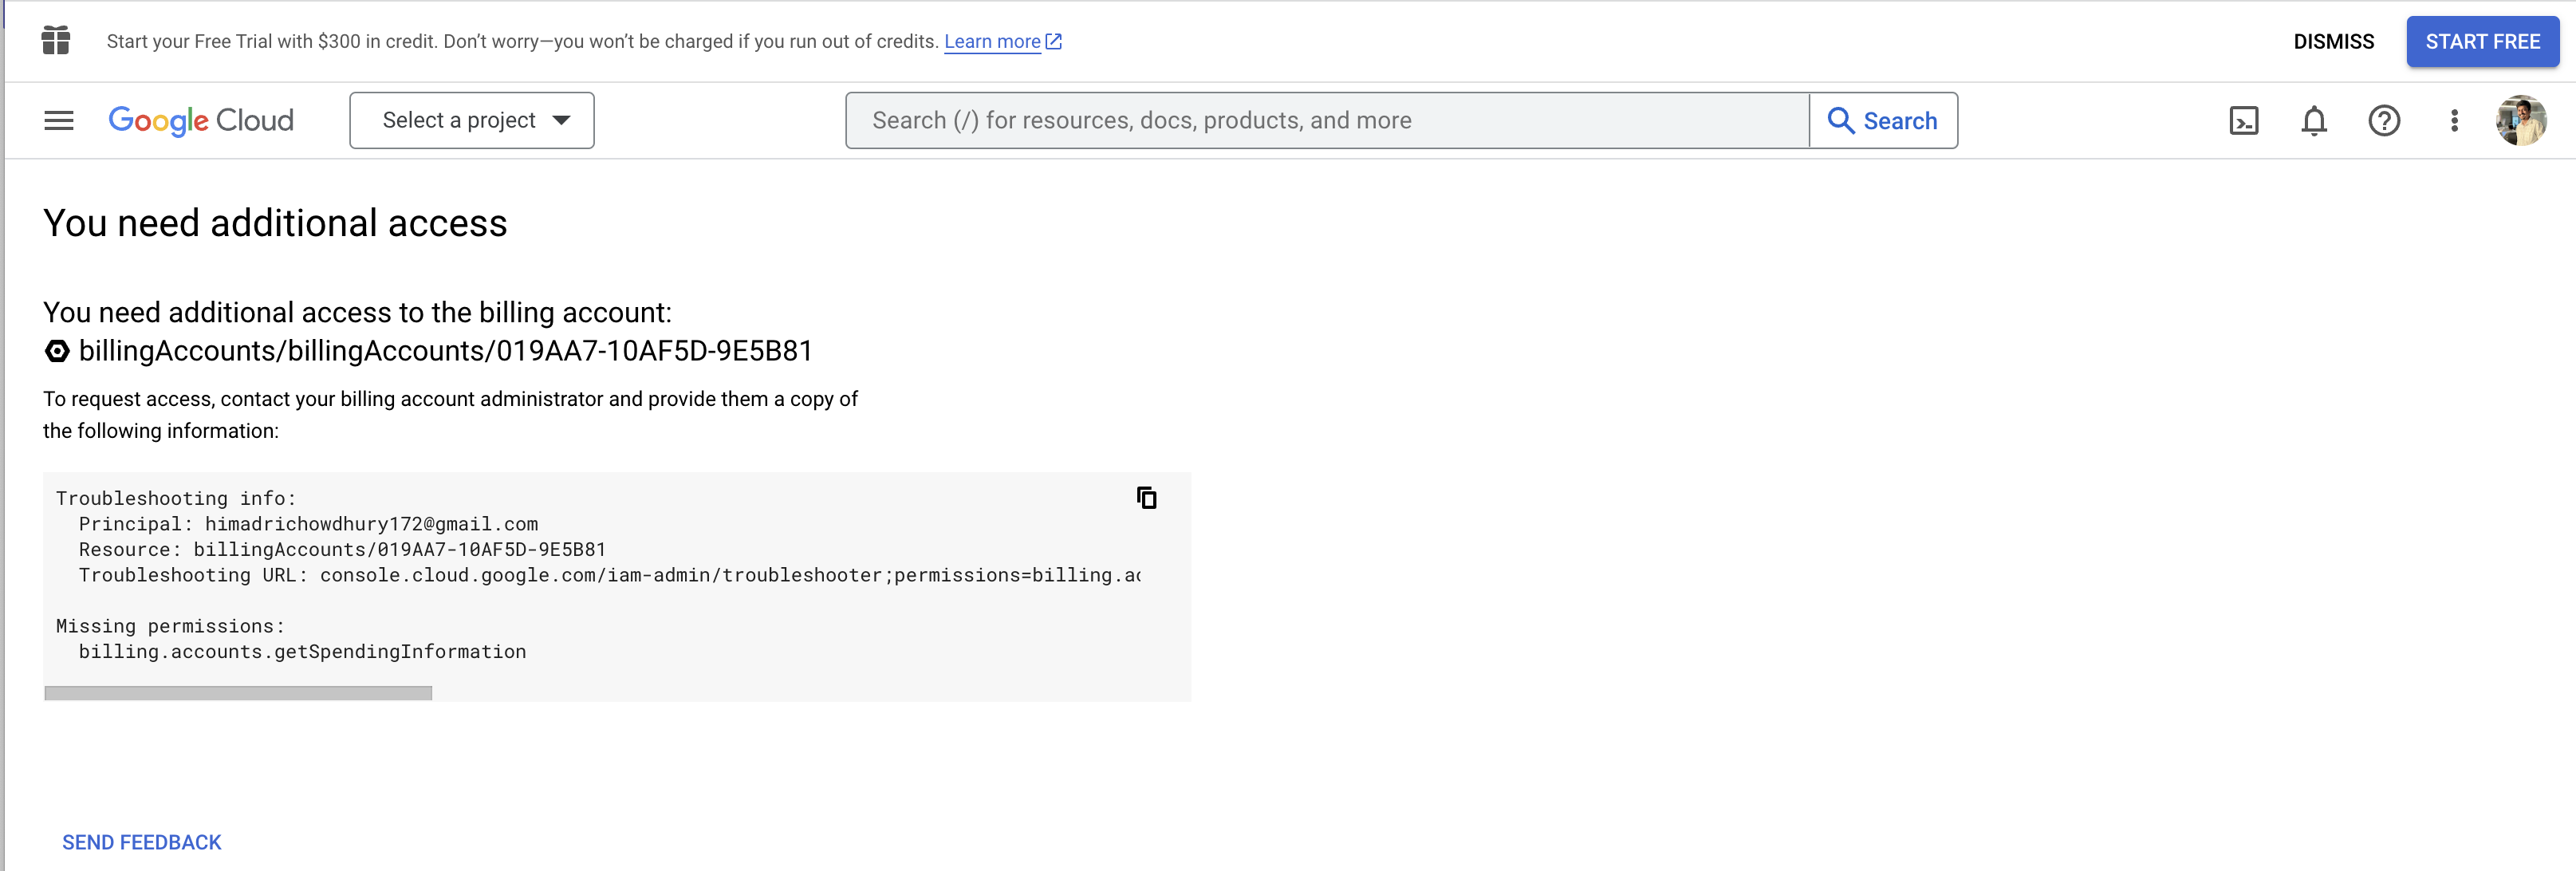 Start your Free Trial with $300 in credit. Don’t worry—you won’t be charged if you run out of credits. Learn more
DISMISS
START FREE
Google Cloud
Select a project
Search (/) for resources, docs, products, and more
Search
You need additional access
You need additional access to the billing account:
billingAccounts/billingAccounts/019AA7-10AF5D-9E5B81
To request access, contact your billing account administrator and provide them a copy of
the following information:
Troubleshooting info:
Principal: himadrichowdhury172@gmail.com
Resource: billingAccounts/019AA7-10AF5D-9E5B81
Troubleshooting URL: console.cloud.google.com/iam-admin/troubleshooter;permissions=billing.ac
Missing permissions:
billing.accounts.getSpendingInformation
SEND FEEDBACK